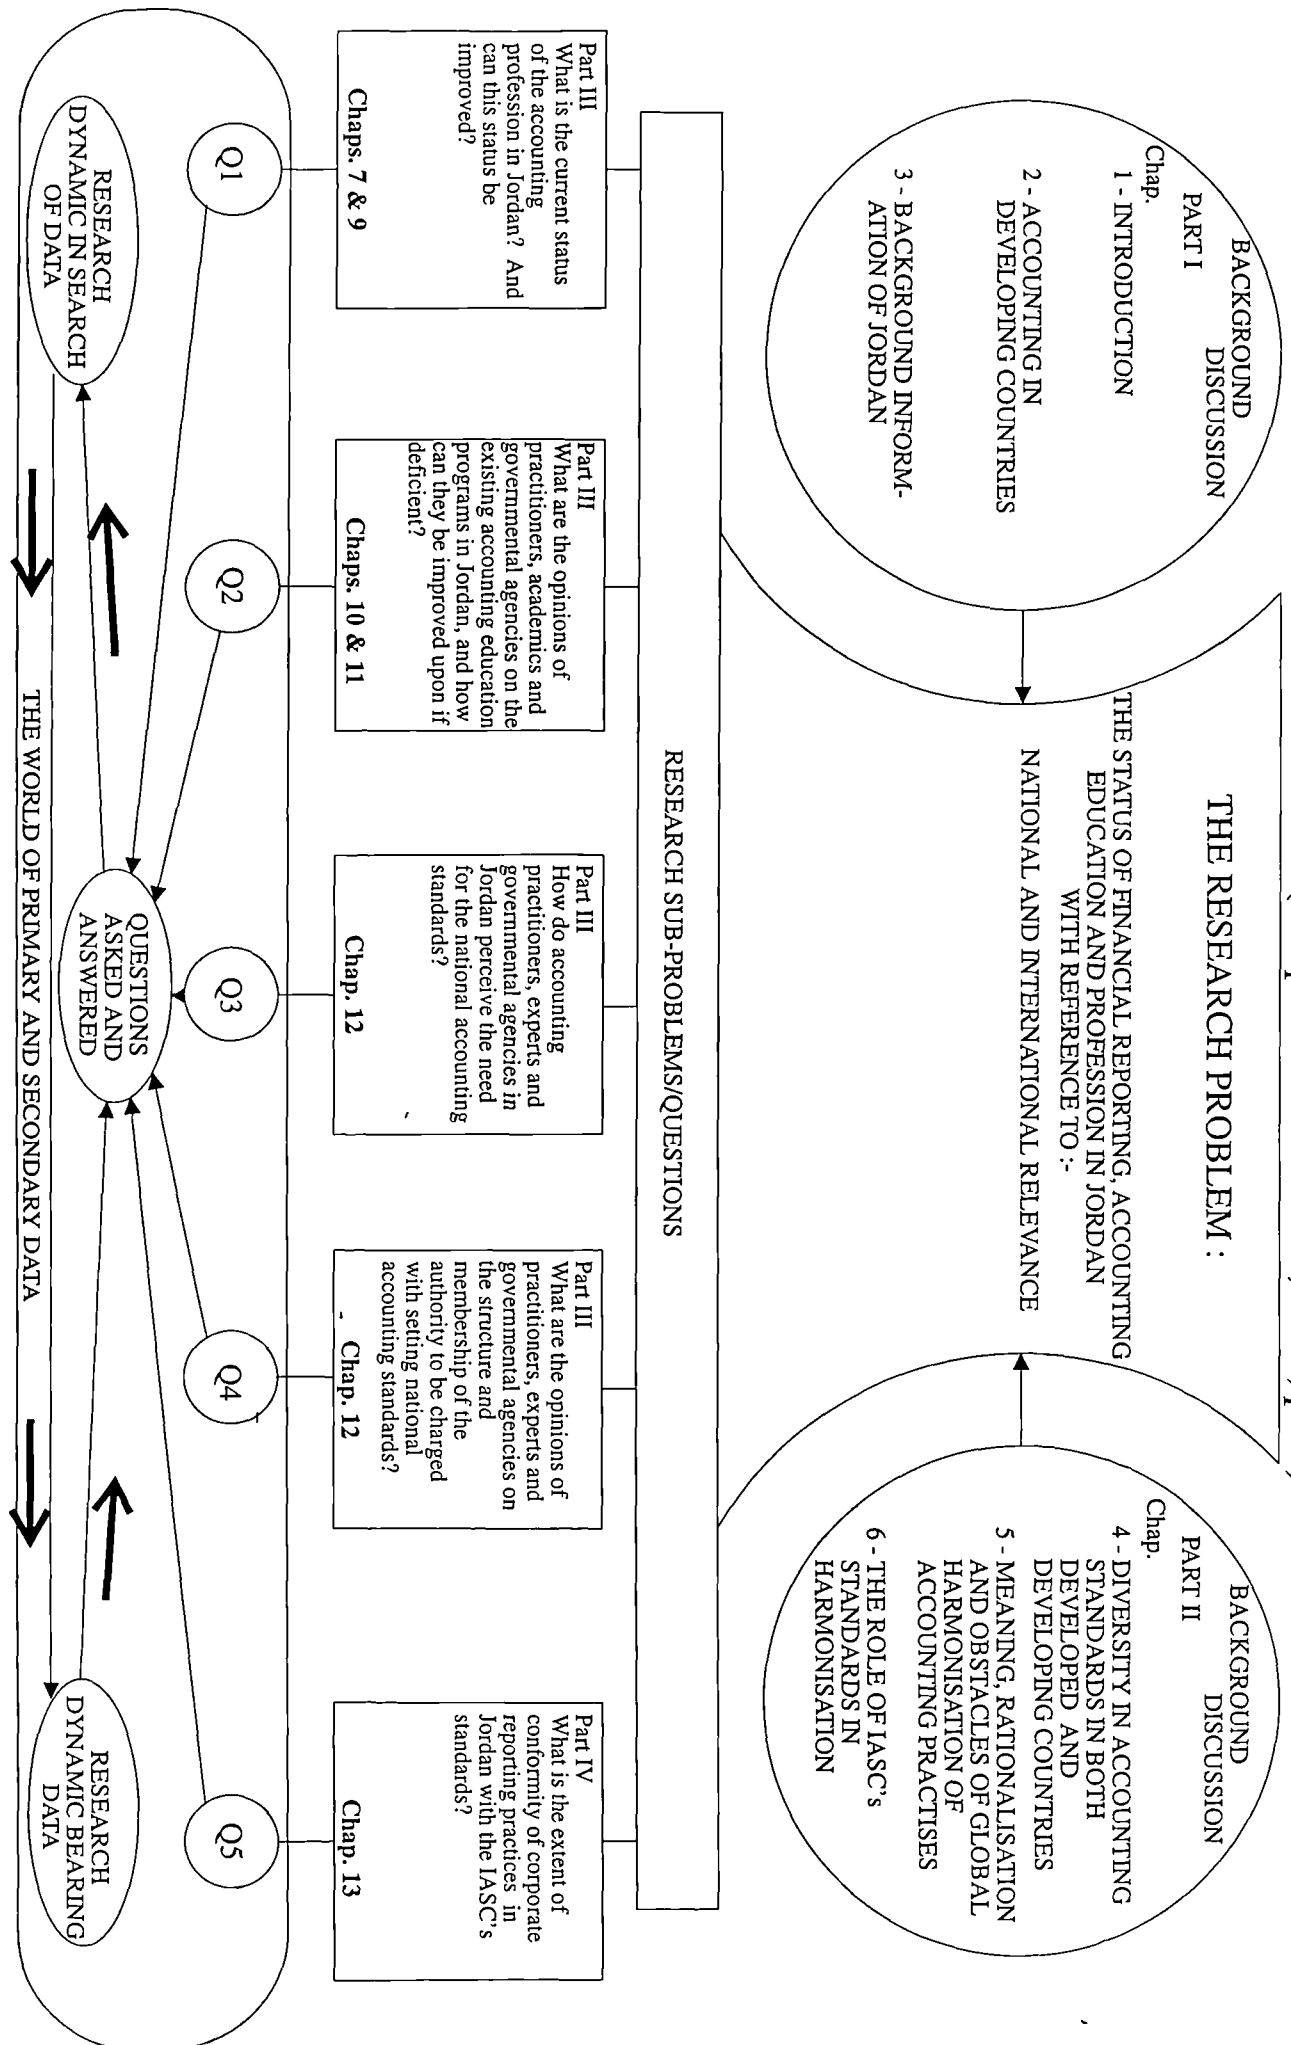 BACKGROUND
DISCUSSION
PART I
Chap.
1 - INTRODUCTION
2 - ACCOUNTING IN
DEVELOPING COUNTRIES
3 - BACKGROUND INFORM-
ATION OF JORDAN
THE RESEARCH PROBLEM :
THE STATUS OF FINANCIAL REPORTING, ACCOUNTING
EDUCATION AND PROFESSION IN JORDAN
WITH REFERENCE TO :-
NATIONAL AND INTERNATIONAL RELEVANCE
BACKGROUND
DISCUSSION
PART II
Chap.
4 - DIVERSITY IN ACCOUNTING
STANDARDS IN BOTH
DEVELOPED AND
DEVELOPING COUNTRIES
5 - MEANING, RATIONALISATION
AND OBSTACLES OF GLOBAL
HARMONISATION OF
ACCOUNTING PRACTISES
6 - THE ROLE OF IASC's
STANDARDS IN
HARMONISATION
RESEARCH SUB-PROBLEMS/QUESTIONS
Part III
What is the current status
of the accounting
profession in Jordan? And
can this status be
improved?
Chaps. 7 & 9
Part III
What are the opinions of
practitioners, academics and
governmental agencies on the
existing accounting education
programs in Jordan, and how
can they be improved upon if
deficient?
Chaps. 10 & 11
Part III
How do accounting
practitioners, experts and
governmental agencies in
Jordan perceive the need
for the national accounting
standards?
Chap. 12
Part III
What are the opinions of
practitioners, experts and
governmental agencies on
the structure and
membership of the
authority to be charged
with setting national
accounting standards?
Chap. 12
Part IV
What is the extent of
conformity of corporate
reporting practices in
Jordan with the IASC's
standards?
Chap. 13
Q1
Q2
Q3
Q4
Q5
RESEARCH
DYNAMIC IN SEARCH
OF DATA
QUESTIONS
ASKED AND
ANSWERED
RESEARCH
DYNAMIC BEARING
DATA
THE WORLD OF PRIMARY AND SECONDARY DATA